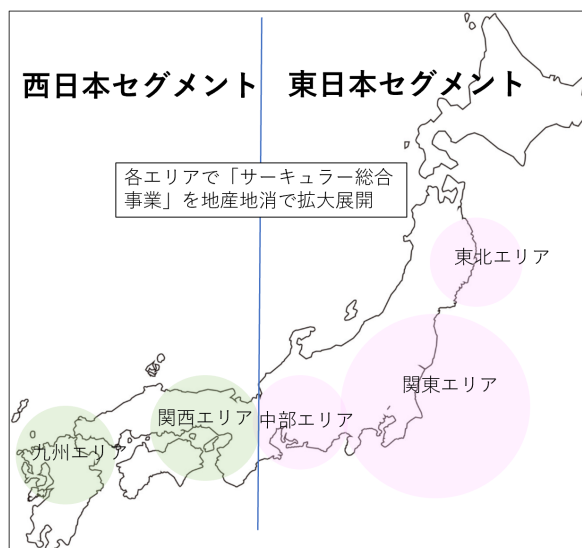 西日本セグメント
東日本セグメント
各エリアで「サーキュラー総合
事業」を地産地消で拡大展開
東北エリア
関東エリア
関西エリア
中部エリア
九州エリア